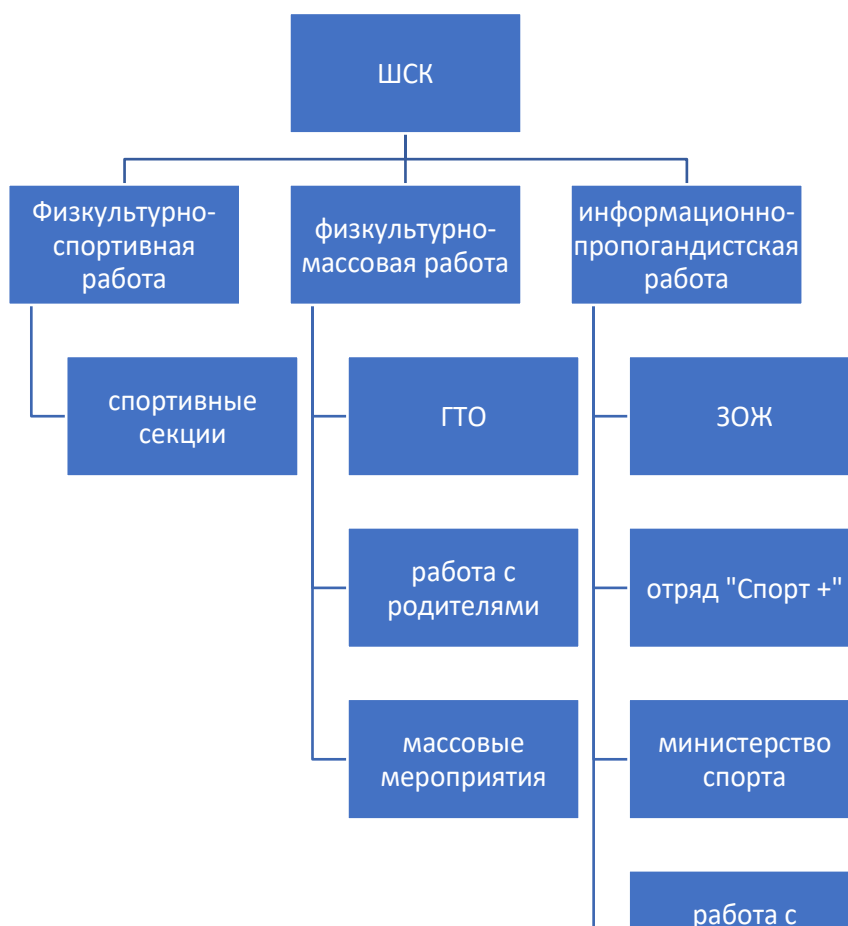 ШСК
Физкультурно-
спортивная
работа
физкультурно-
массовая работа
информационно-
пропогандистская
работа
спортивные
секции
ГТО
ЗОЖ
работа с
родителями
отряд "Спорт +"
массовые
мероприятия
министерство
спорта
работа с